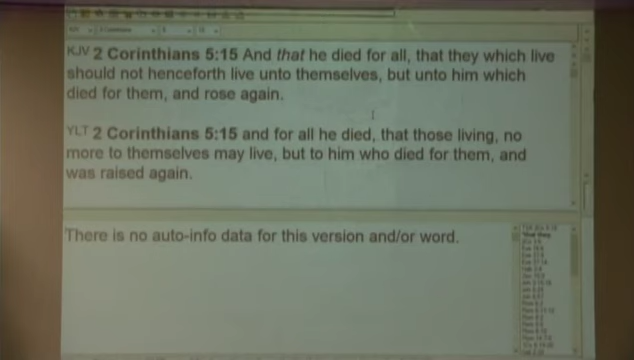 KJV 2 Corinthians 5:15 And that he died for all, that they which live
should not henceforth live unto themselves, but unto him which
died for them, and rose again.
YLT 2 Corinthians 5:15 and for all he died, that those living, no
more to themselves may live, but to him who died for them, and
was raised again.
There is no auto-info data for this version and/or word.